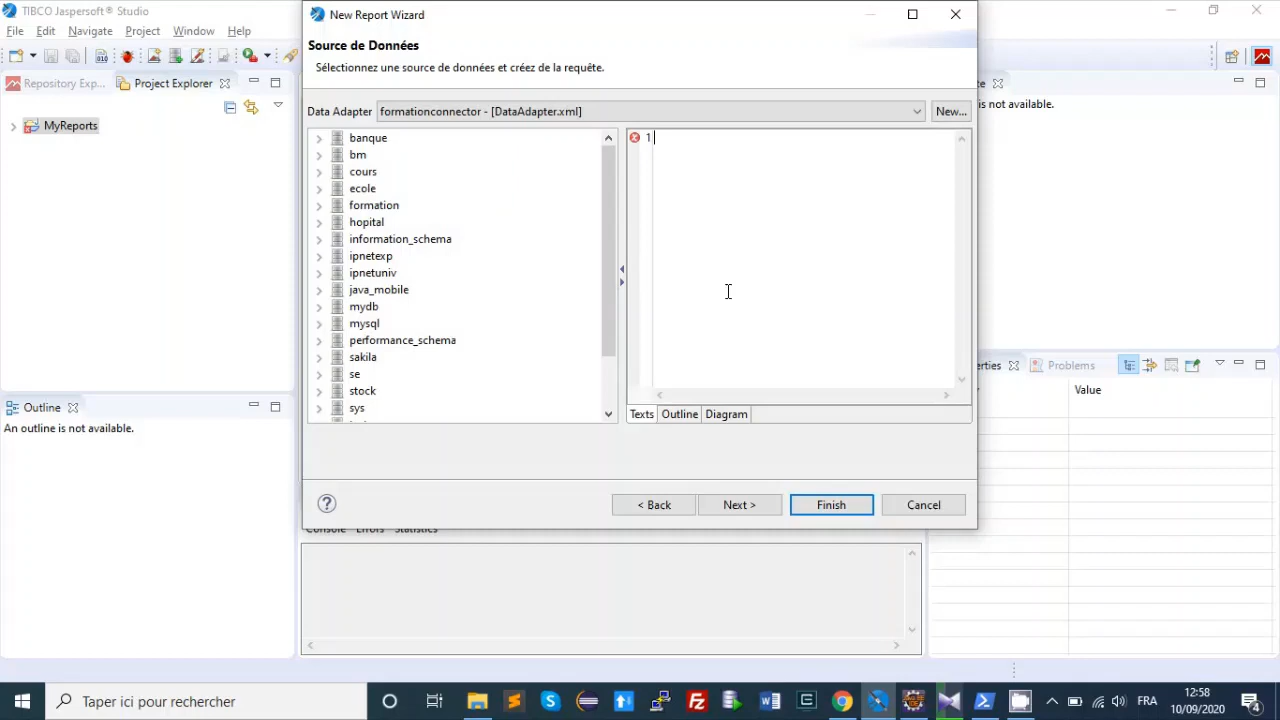 TIBCO Jaspersoft® Studio
File Edit Navigate Project Window Help
Repository Exp... Project Explorer
MyReports
Outline
An outline is not available.
New Report Wizard
Source de Données
Sélectionnez une source de données et créez de la requête.
Data Adapter formationconnector - [DataAdapter.xml] New...
banque
bm
cours
ecole
formation
hopital
information_schema
ipnetexp
ipnetuniv
java_mobile
mydb
mysql
performance_schema
sakila
se
stock
sys
1
Texts Outline Diagram
< Back Next > Finish Cancel
Console Errors Statistics
is not available.
erties Problems
Value
Taper ici pour rechercher
FRA
12:58
10/09/2020
4